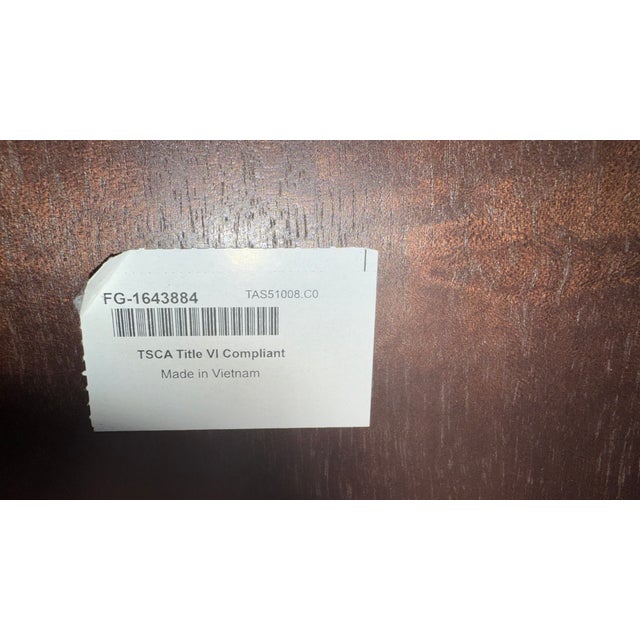 FG-1643884 TAS51008.C0
TSCA Title VI Compliant
Made in Vietnam